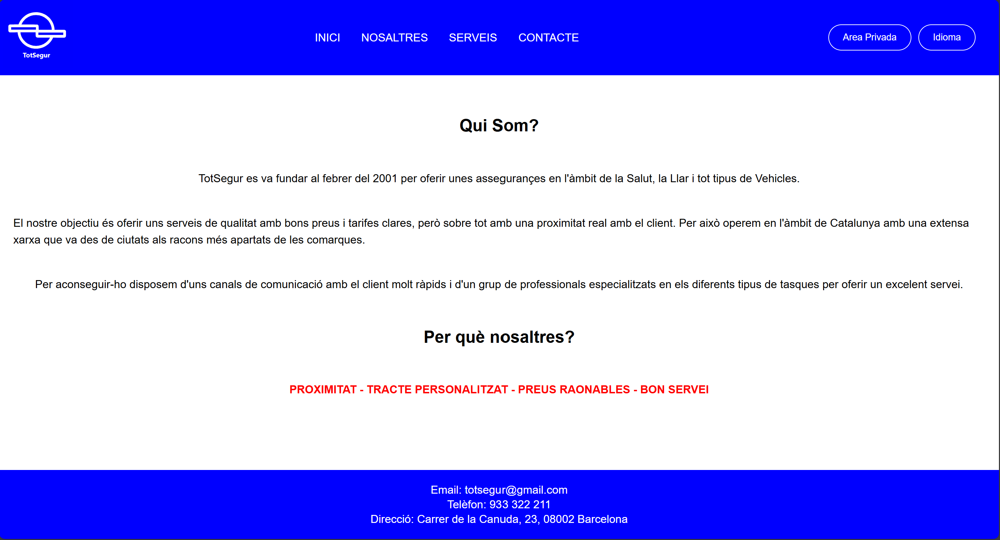 TotSegur
INICI NOSALTRES SERVEIS CONTACTE
Area Privada Idioma
Qui Som?
TotSegur es va fundar al febrer del 2001 per oferir unes assegurançes en l'àmbit de la Salut, la Llar i tot tipus de Vehicles.
El nostre objectiu és oferir uns serveis de qualitat amb bons preus i tarifes clares, però sobre tot amb una proximitat real amb el client. Per això operem en l'àmbit de Catalunya amb una extensa
xarxa que va des de ciutats als racons més apartats de les comarques.
Per aconseguir-ho disposem d'uns canals de comunicació amb el client molt ràpids i d'un grup de professionals especialitzats en els diferents tipus de tasques per oferir un excelent servei.
Per què nosaltres?
PROXIMITAT - TRACTE PERSONALITZAT - PREUS RAONABLES - BON SERVEI
Email: totsegur@gmail.com
Telèfon: 933 322 211
Direcció: Carrer de la Canuda, 23, 08002 Barcelona